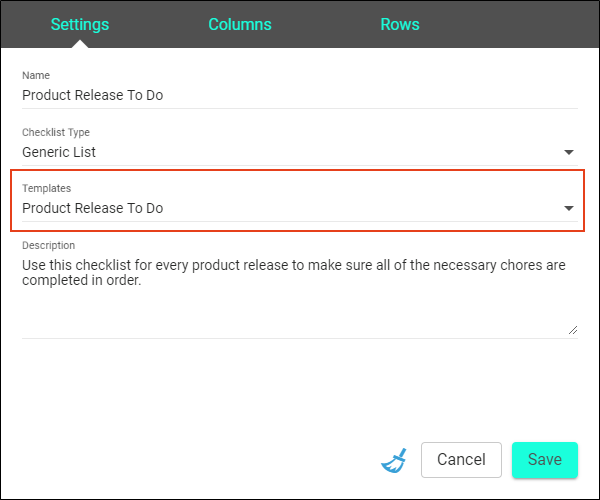 Settings Columns Rows
Name
Product Release To Do
Checklist Type
Generic List
Templates
Product Release To Do
Description
Use this checklist for every product release to make sure all of the necessary chores are
completed in order.
Cancel Save